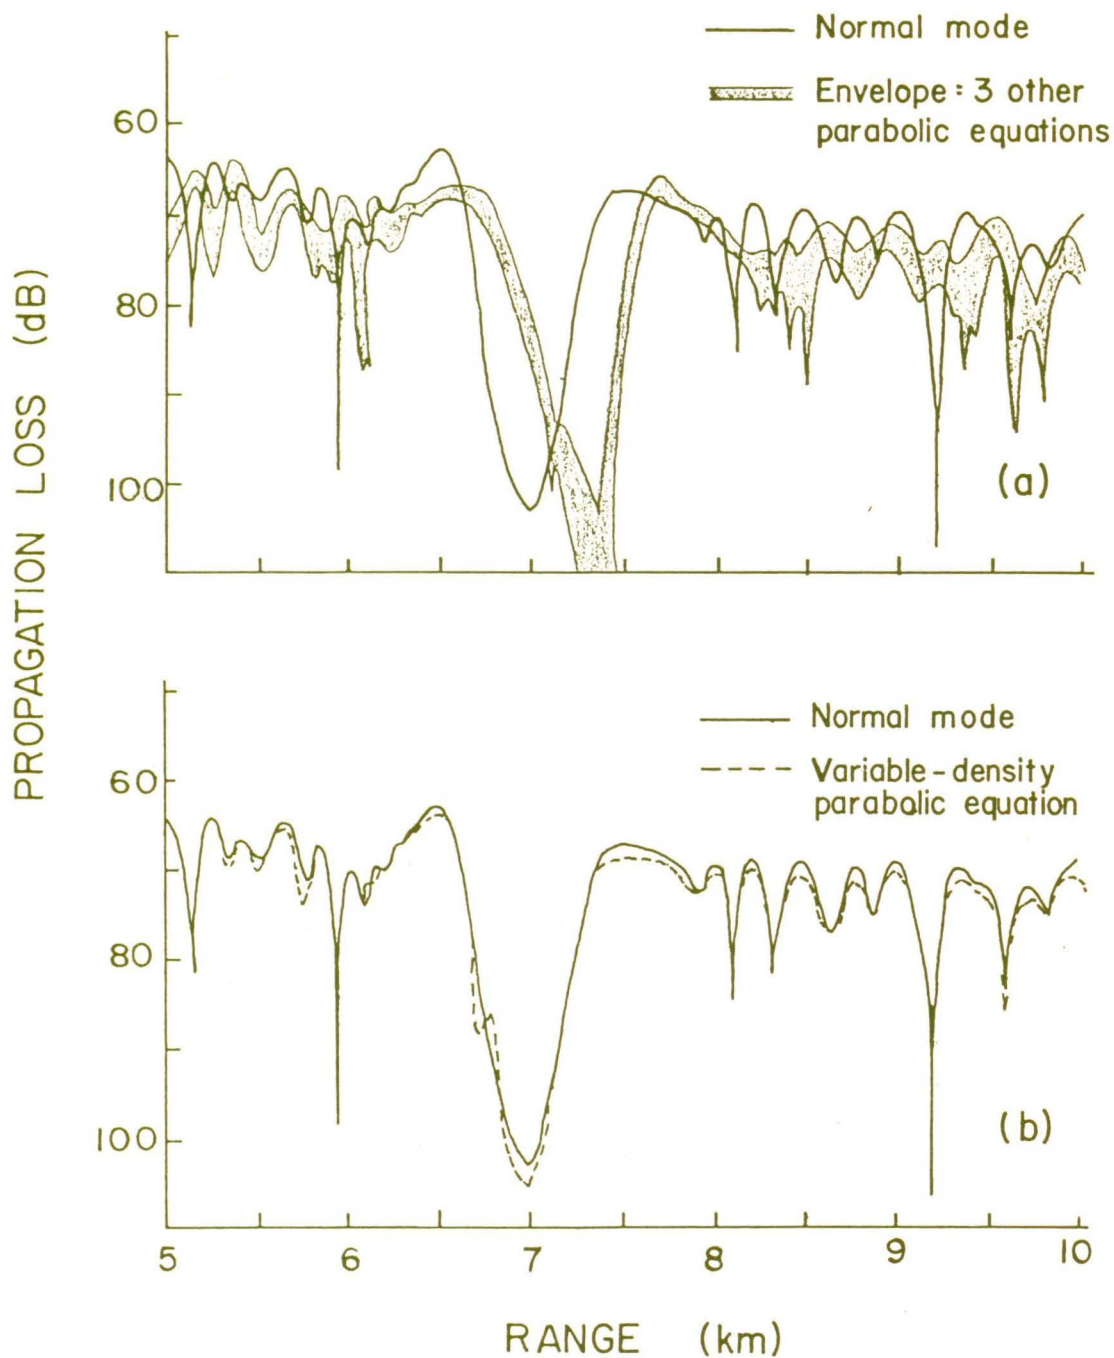 Normal mode
Envelope: 3 other
parabolic equations
60
80
100
(a)
PROPAGATION LOSS (dB)
Normal mode
Variable-density
parabolic equation
60
80
100
(b)
5 6 7 8 9 10
RANGE (km)